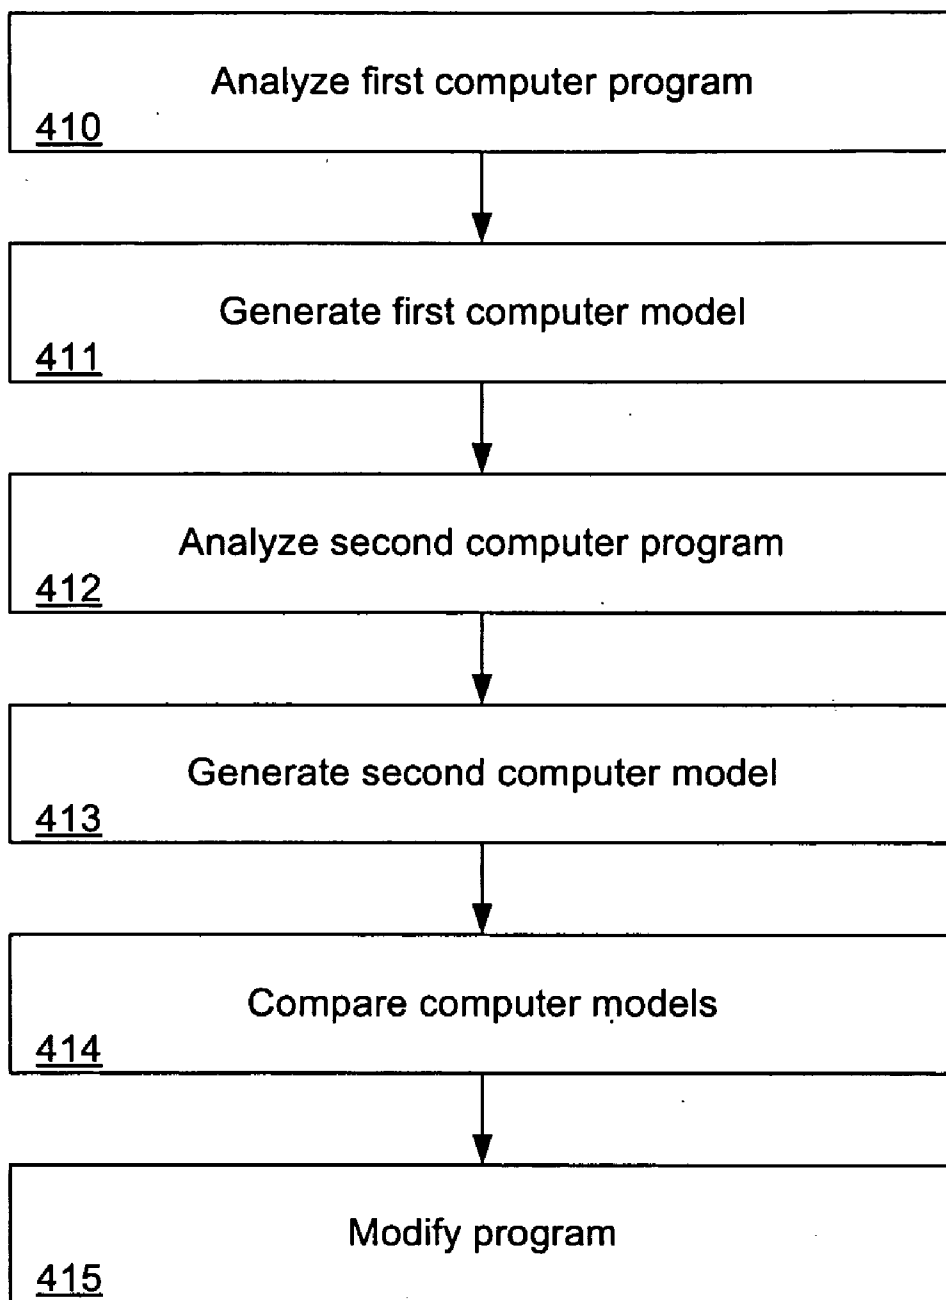 Analyze first computer program
410
Generate first computer model
411
Analyze second computer program
412
Generate second computer model
413
Compare computer models
414
Modify program
415